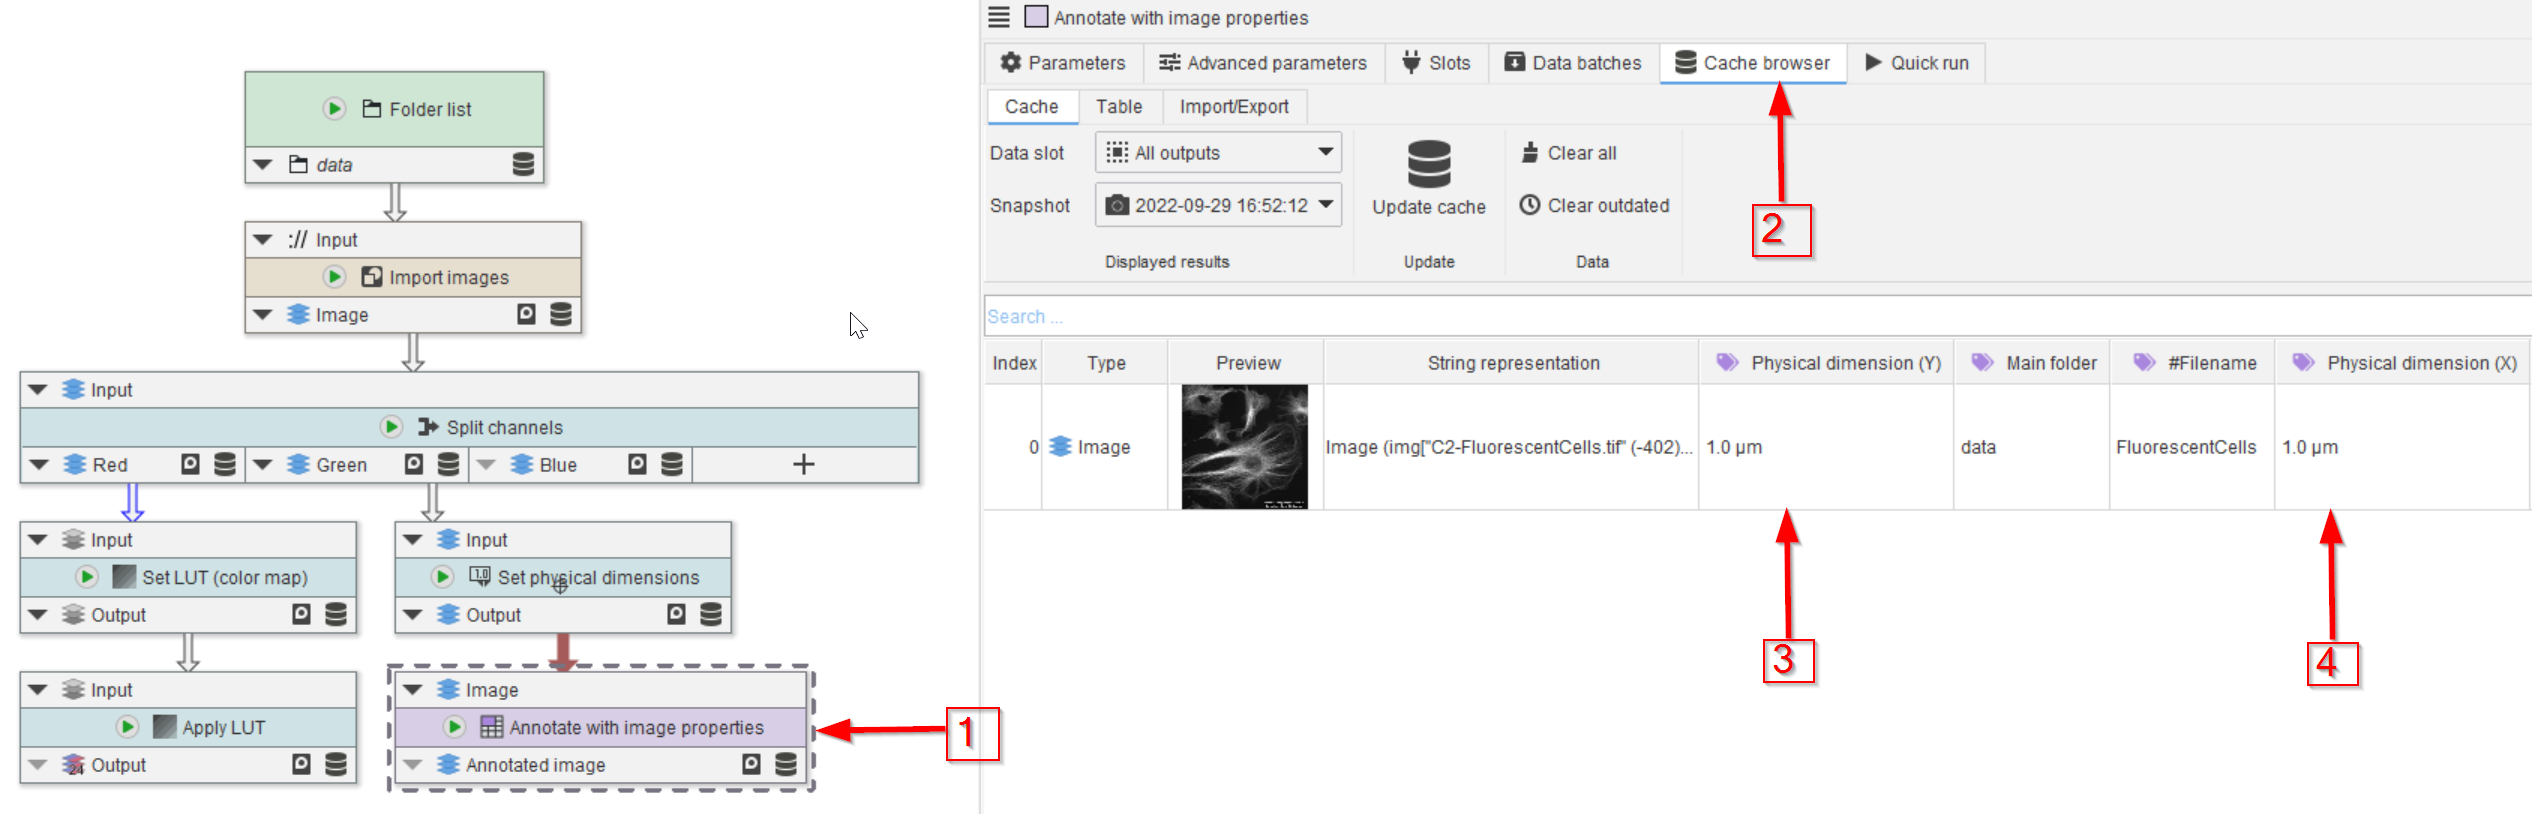 Folder list
data
Input
Import images
Image
Input
Split channels
Red
Green
Blue
Input
Set LUT (color map)
Output
Input
Set physical dimensions
Output
Input
Apply LUT
24 Output
Image
Annotate with image properties
Annotated image
1
Annotate with image properties
Parameters
Advanced parameters
Slots
Data batches
Cache browser
Quick run
Cache
Table
Import/Export
Data slot
All outputs
Snapshot
2022-09-29 16:52:12
Displayed results
Update cache
Update
Clear all
Clear outdated
Data
2
Search ...
Index
Type
Preview
String representation
Physical dimension (Y)
Main folder
#Filename
Physical dimension (X)
0
Image
Image (img["C2-FluorescentCells.tif" (-402)...
1.0 µm
data
FluorescentCells
1.0 µm
3
4